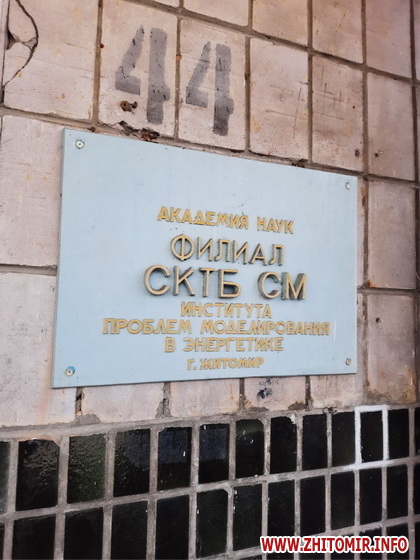 44
АКАДЕМИЯ НАУК
ФИЛИАЛ
СКТБ СМ
ИНСТИТУТА
ПРОБЛЕМ МОДЕЛИРОВАНИЯ
В ЭНЕРГЕТИКЕ
Г. ЖИТОМИР
WWW.ZHITOMIR.INFO